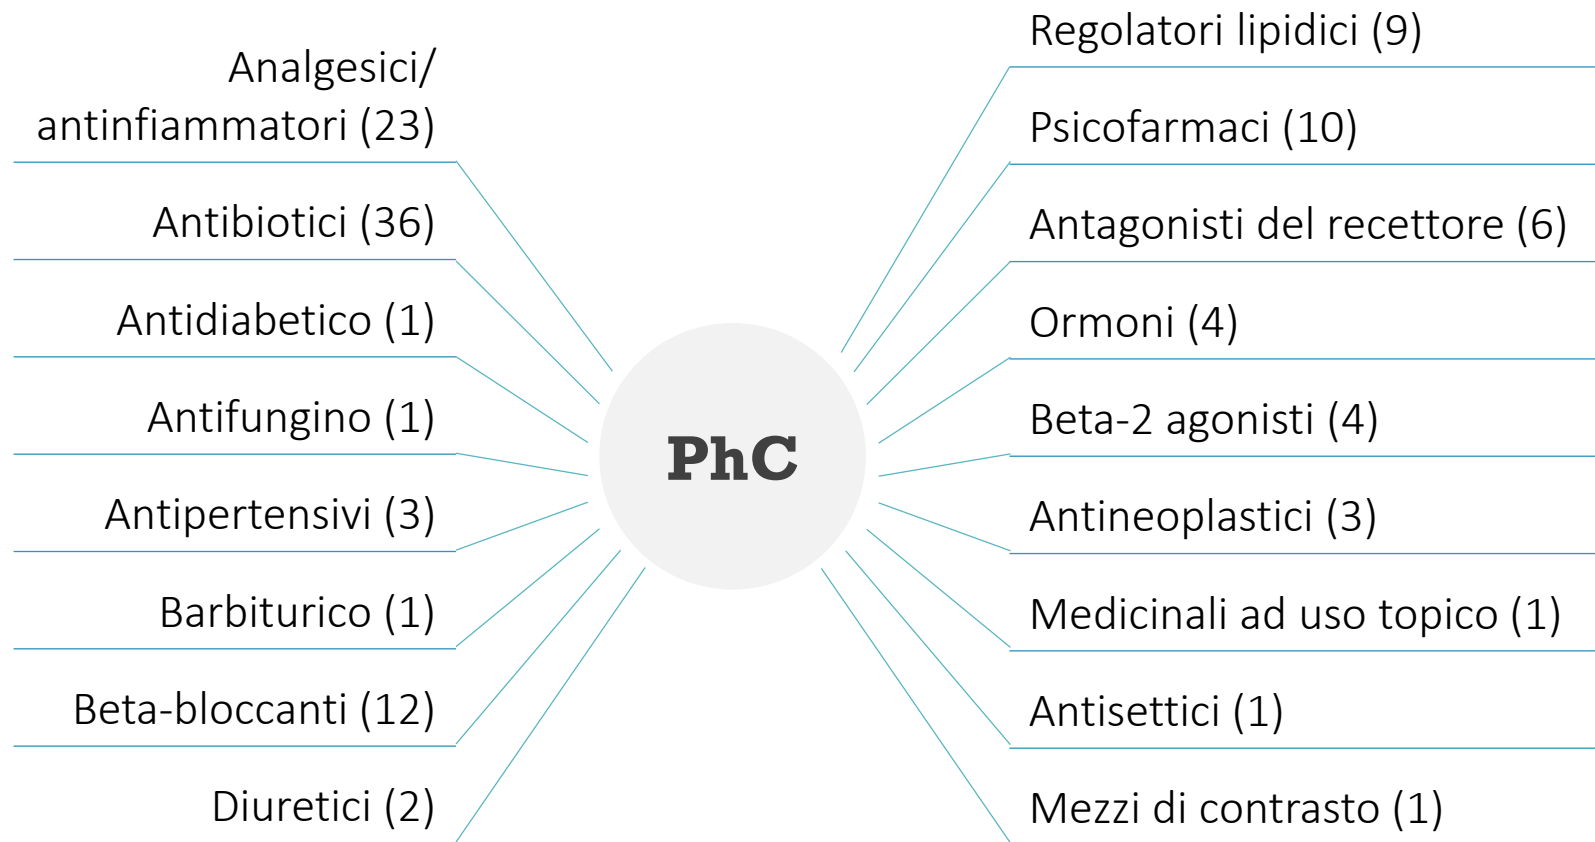 Analgesici/
antinfiammatori (23)
Antibiotici (36)
Antidiabetico (1)
Antifungino (1)
Antipertensivi (3)
Barbiturico (1)
Beta-bloccanti (12)
Diuretici (2)
PhC
Regolatori lipidici (9)
Psicofarmaci (10)
Antagonisti del recettore (6)
Ormoni (4)
Beta-2 agonisti (4)
Antineoplastici (3)
Medicinali ad uso topico (1)
Antisettici (1)
Mezzi di contrasto (1)